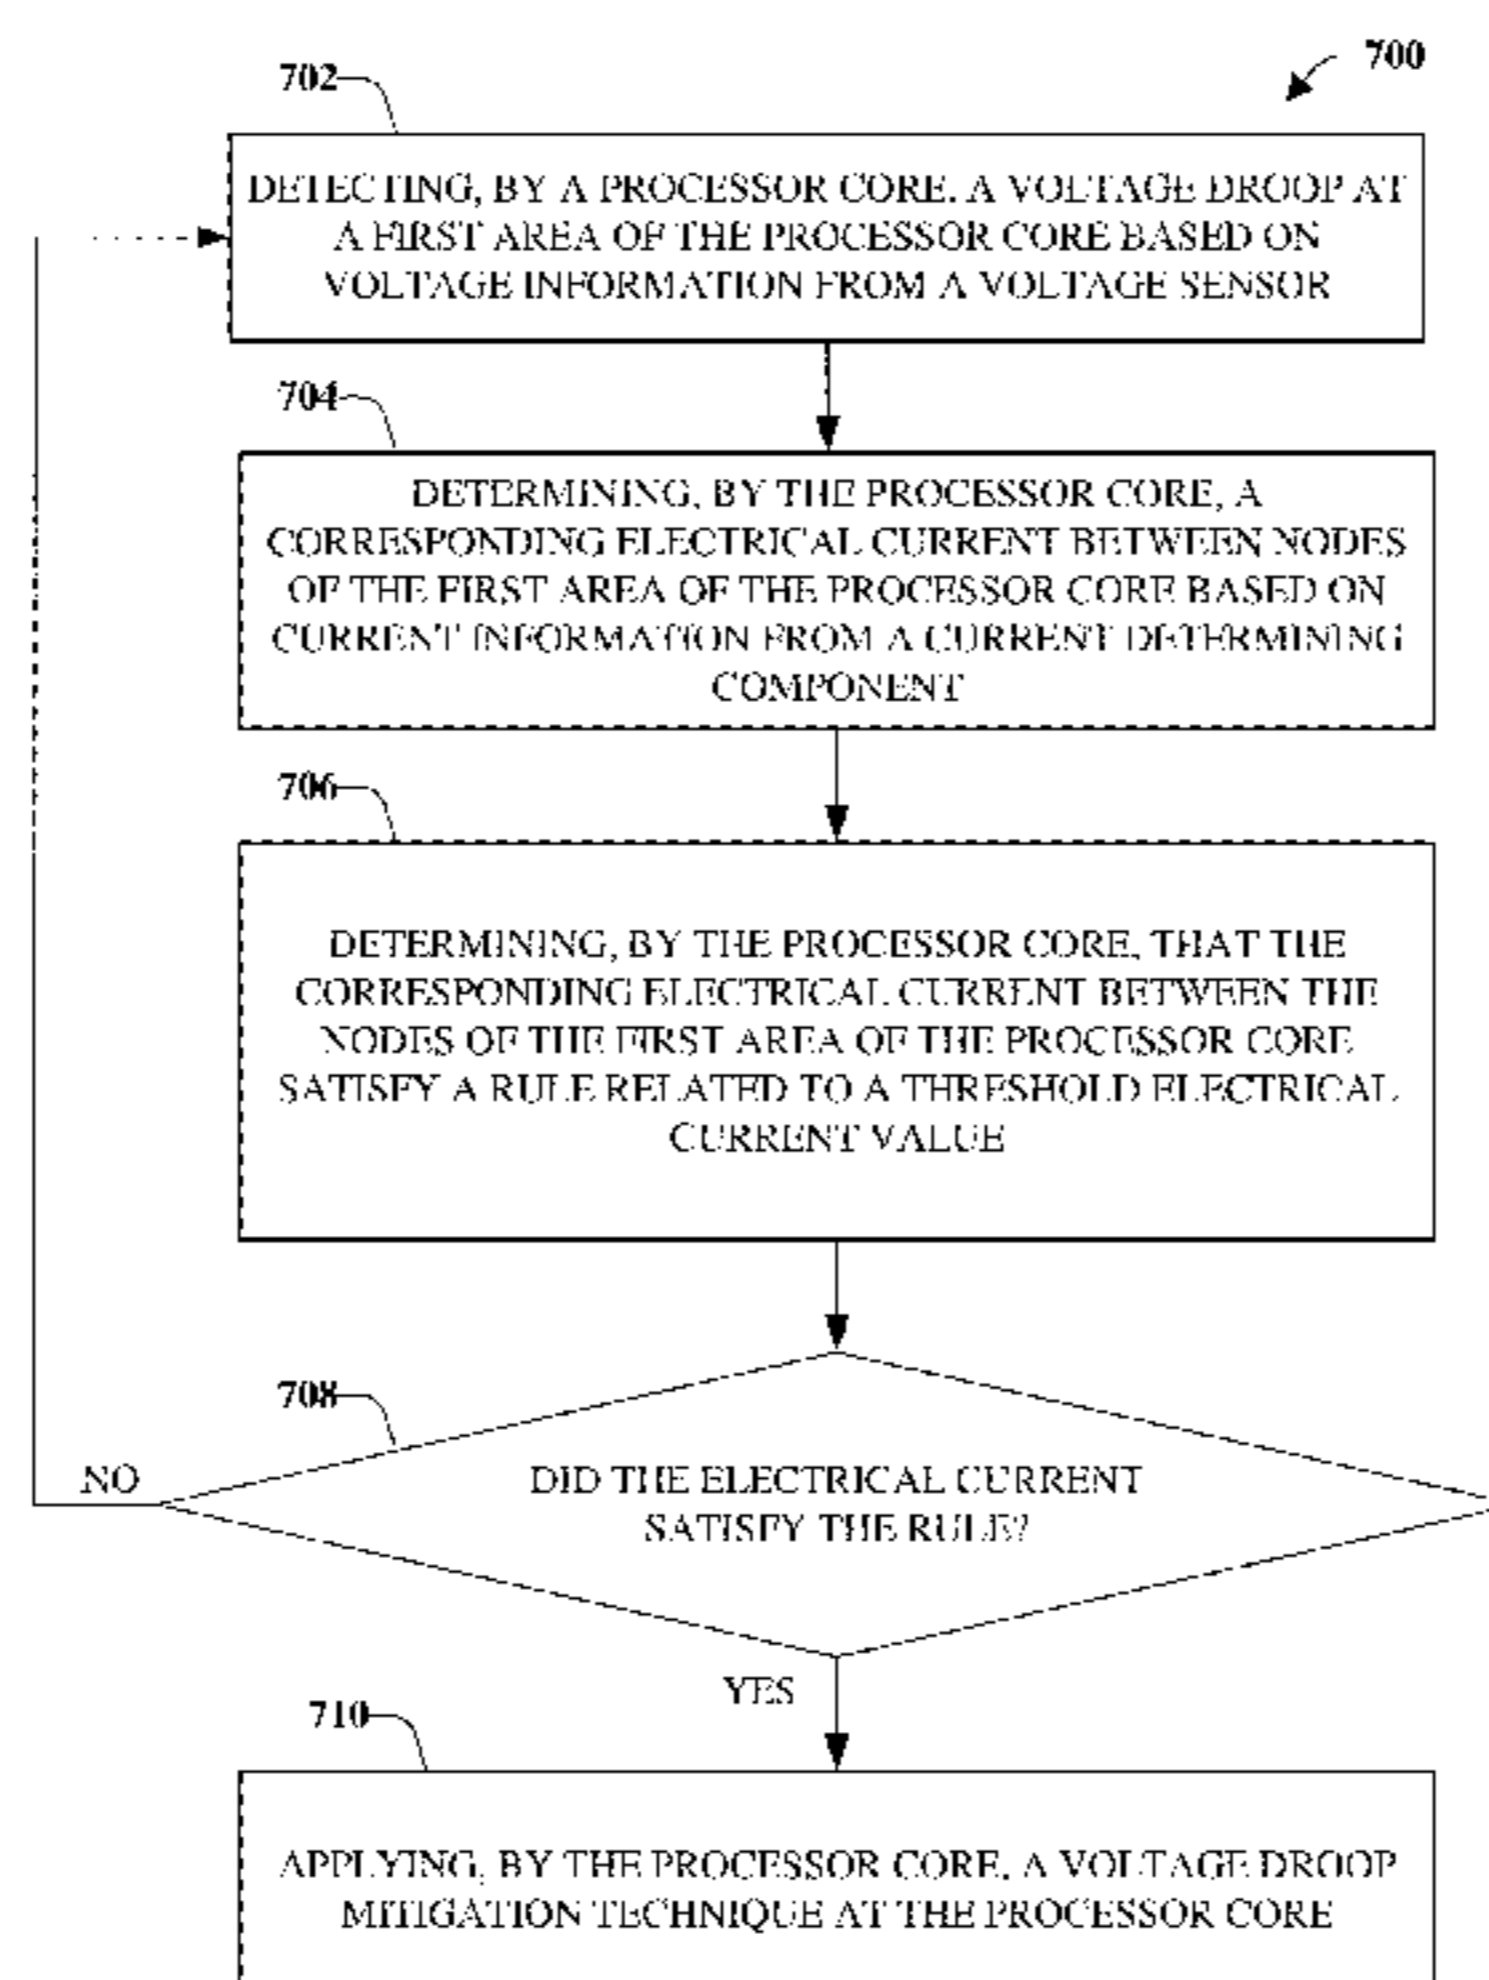 700
702
DETECTING, BY A PROCESSOR CORE, A VOLTAGE DROOP AT
A FIRST AREA OF THE PROCESSOR CORE BASED ON
VOLTAGE INFORMATION FROM A VOLTAGE SENSOR
704
DETERMINING, BY THE PROCESSOR CORE, A
CORRESPONDING ELECTRICAL CURRENT BETWEEN NODES
OF THE FIRST AREA OF THE PROCESSOR CORE BASED ON
CURRENT INFORMATION FROM A CURRENT DETERMINING
COMPONENT
706
DETERMINING, BY THE PROCESSOR CORE, THAT THE
CORRESPONDING ELECTRICAL CURRENT BETWEEN THE
NODES OF THE FIRST AREA OF THE PROCESSOR CORE
SATISFY A RULE RELATED TO A THRESHOLD ELECTRICAL
CURRENT VALUE
708
NO
DID THE ELECTRICAL CURRENT
SATISFY THE RULE?
YES
710
APPLYING, BY THE PROCESSOR CORE, A VOLTAGE DROOP
MITIGATION TECHNIQUE AT THE PROCESSOR CORE